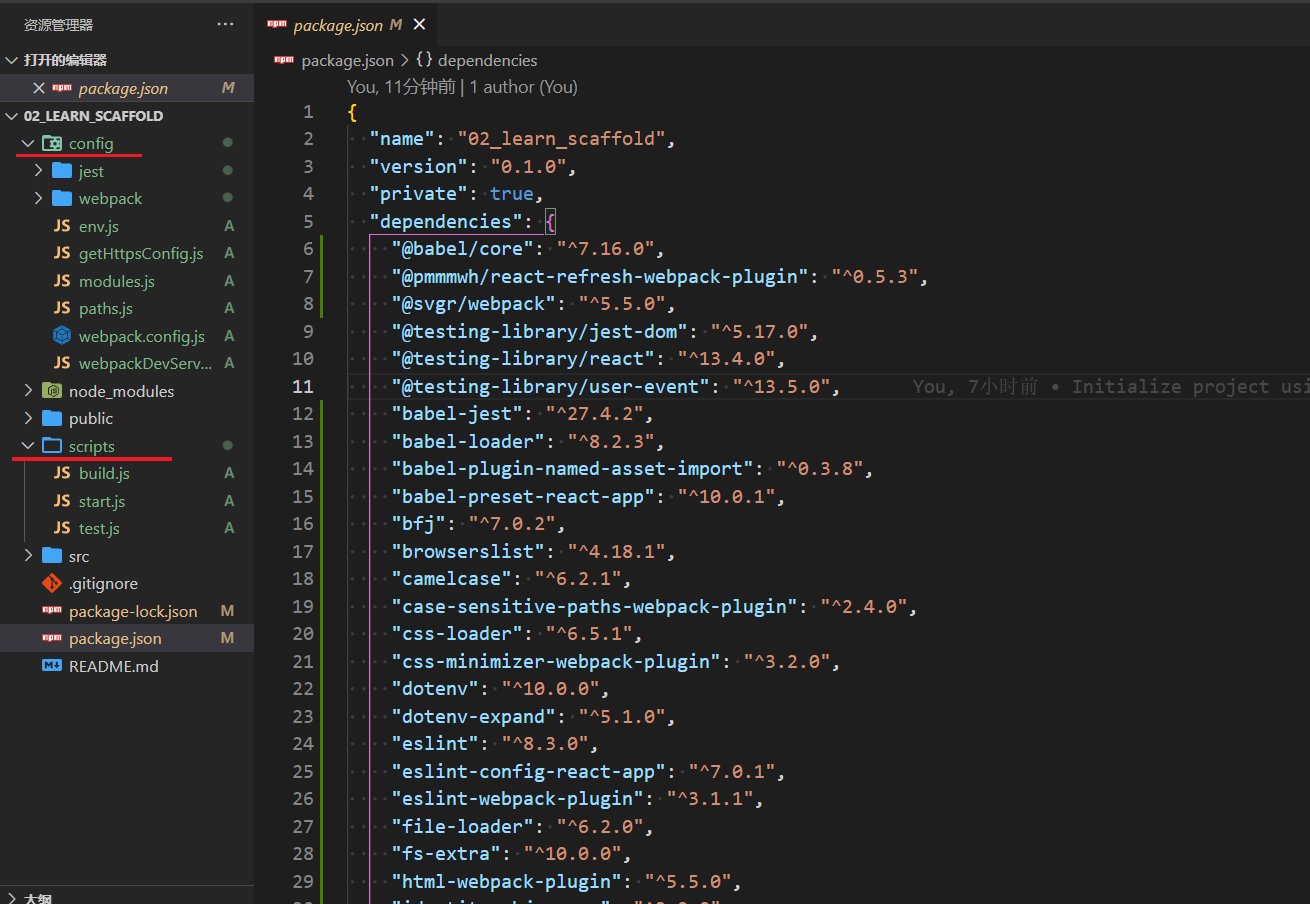 资源管理器
···
打开的编辑器
package.json M
02_LEARN_SCAFFOLD
config
jest
webpack
JS env.js A
JS getHttpsConfig.js A
JS modules.js A
JS paths.js A
webpack.config.js A
JS webpackDevServ... A
node_modules
public
scripts
JS build.js A
JS start.js A
JS test.js A
src
.gitignore
package-lock.json M
package.json M
README.md
大纲
package.json M
package.json > {} dependencies
You, 11分钟前 | 1 author (You)
1 {
2 "name": "02_learn_scaffold",
3 "version": "0.1.0",
4 "private": true,
5 "dependencies": {
6 "@babel/core": "^7.16.0",
7 "@pmmmwh/react-refresh-webpack-plugin": "^0.5.3",
8 "@svgr/webpack": "^5.5.0",
9 "@testing-library/jest-dom": "^5.17.0",
10 "@testing-library/react": "^13.4.0",
11 "@testing-library/user-event": "^13.5.0", You, 7小时前 • Initialize project usi
12 "babel-jest": "^27.4.2",
13 "babel-loader": "^8.2.3",
14 "babel-plugin-named-asset-import": "^0.3.8",
15 "babel-preset-react-app": "^10.0.1",
16 "bfj": "^7.0.2",
17 "browserslist": "^4.18.1",
18 "camelcase": "^6.2.1",
19 "case-sensitive-paths-webpack-plugin": "^2.4.0",
20 "css-loader": "^6.5.1",
21 "css-minimizer-webpack-plugin": "^3.2.0",
22 "dotenv": "^10.0.0",
23 "dotenv-expand": "^5.1.0",
24 "eslint": "^8.3.0",
25 "eslint-config-react-app": "^7.0.1",
26 "eslint-webpack-plugin": "^3.1.1",
27 "file-loader": "^6.2.0",
28 "fs-extra": "^10.0.0",
29 "html-webpack-plugin": "^5.5.0",